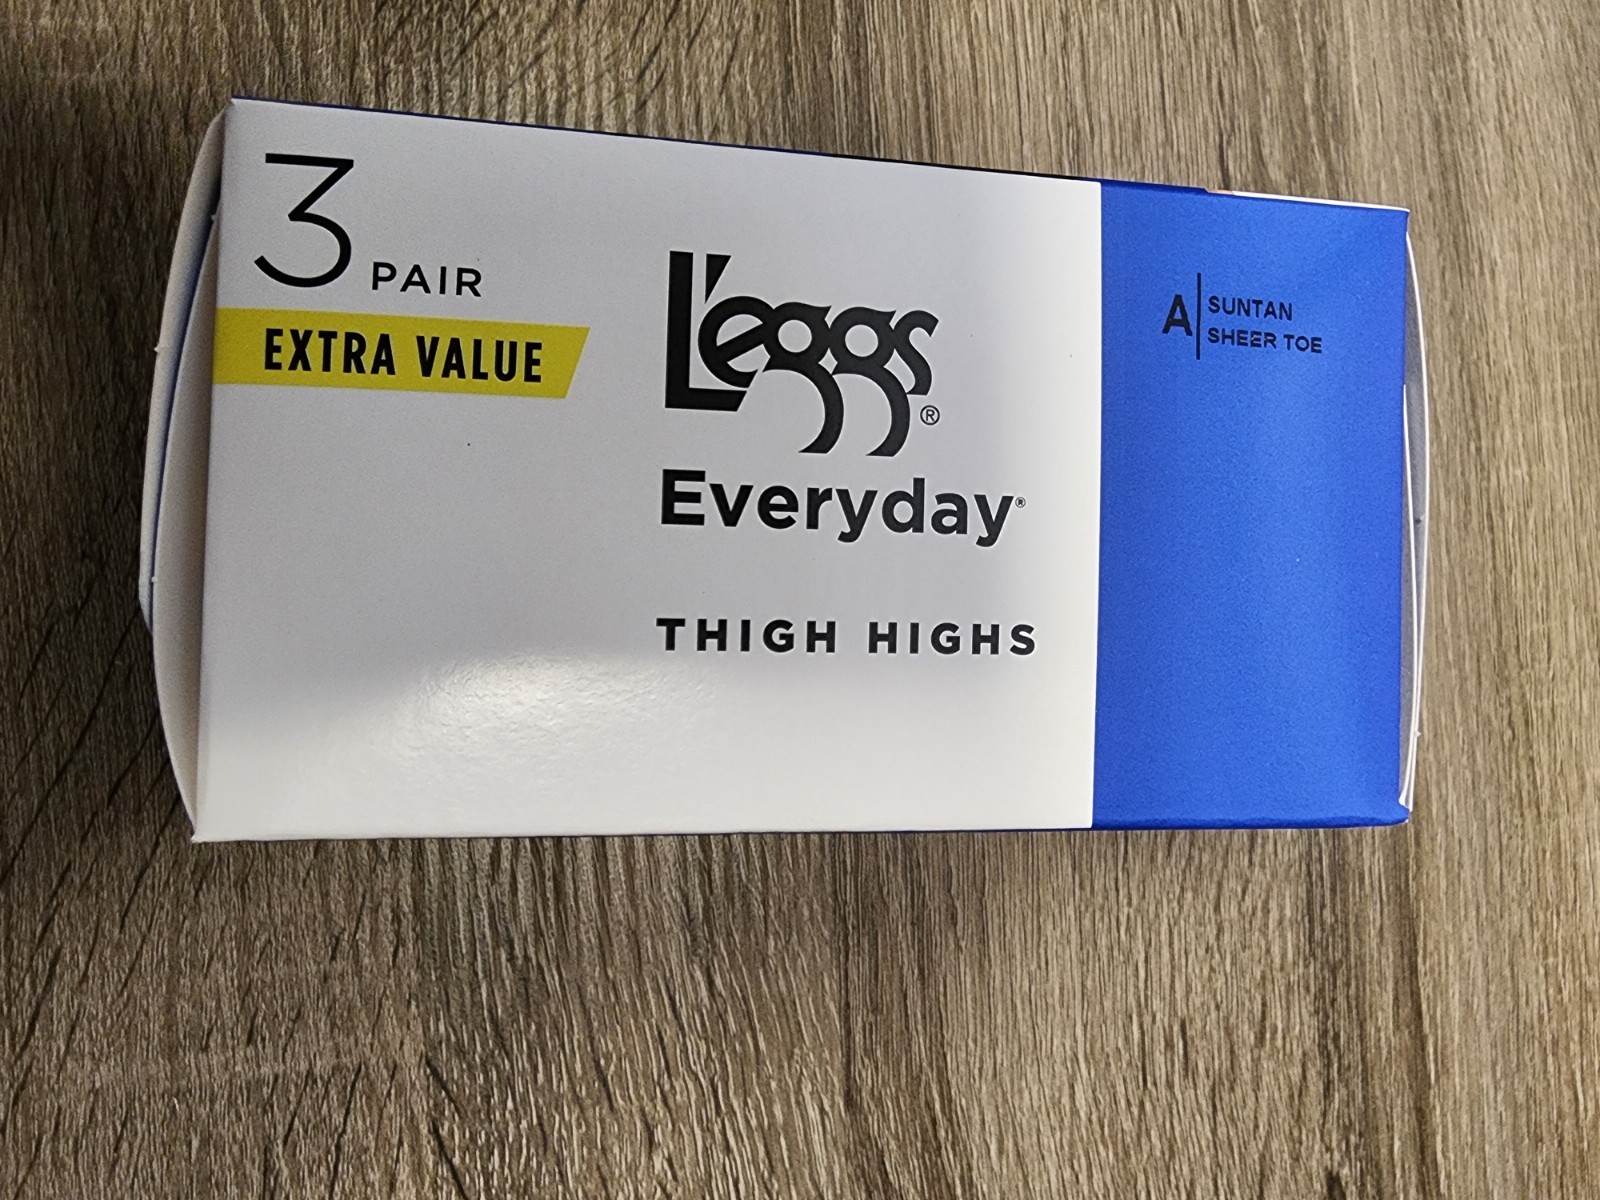 3 PAIR
EXTRA VALUE
L'eggs®
Everyday®
THIGH HIGHS
A | SUNTAN
SHEER TOE